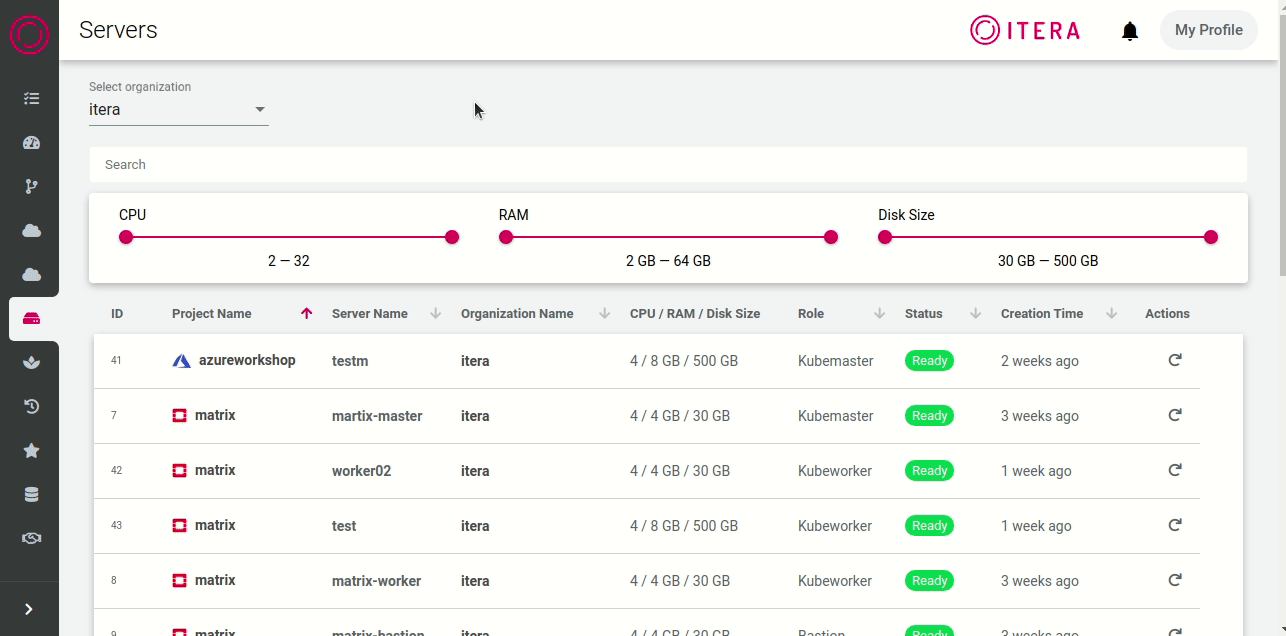 Servers
ITERA
My Profile
Select organization
itera
Search
CPU
RAM
Disk Size
2 — 32
2 GB — 64 GB
30 GB — 500 GB
ID Project Name Server Name Organization Name CPU / RAM / Disk Size Role Status Creation Time Actions
41 azureworkshop testm itera 4 / 8 GB / 500 GB Kubemaster Ready 2 weeks ago
7 matrix martix-master itera 4 / 4 GB / 30 GB Kubemaster Ready 3 weeks ago
42 matrix worker02 itera 4 / 4 GB / 30 GB Kubeworker Ready 1 week ago
43 matrix test itera 4 / 8 GB / 500 GB Kubeworker Ready 1 week ago
8 matrix matrix-worker itera 4 / 4 GB / 30 GB Kubeworker Ready 3 weeks ago
9 matrix matrix-bastion itera 4 / 4 GB / 30 GB Bastion Ready 3 weeks ago